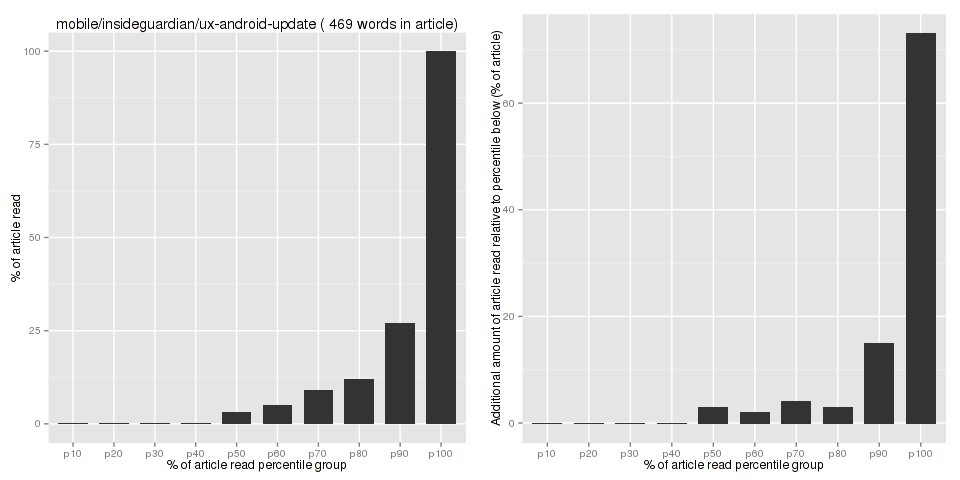 mobile/insideguardian/ux-android-update ( 469 words in article)
% of article read
100
75
50
25
0
p10 p20 p30 p40 p50 p60 p70 p80 p90 p100
% of article read percentile group
Additional amount of article read relative to percentile below (% of article)
60
40
20
0
p10 p20 p30 p40 p50 p60 p70 p80 p90 p100
% of article read percentile group